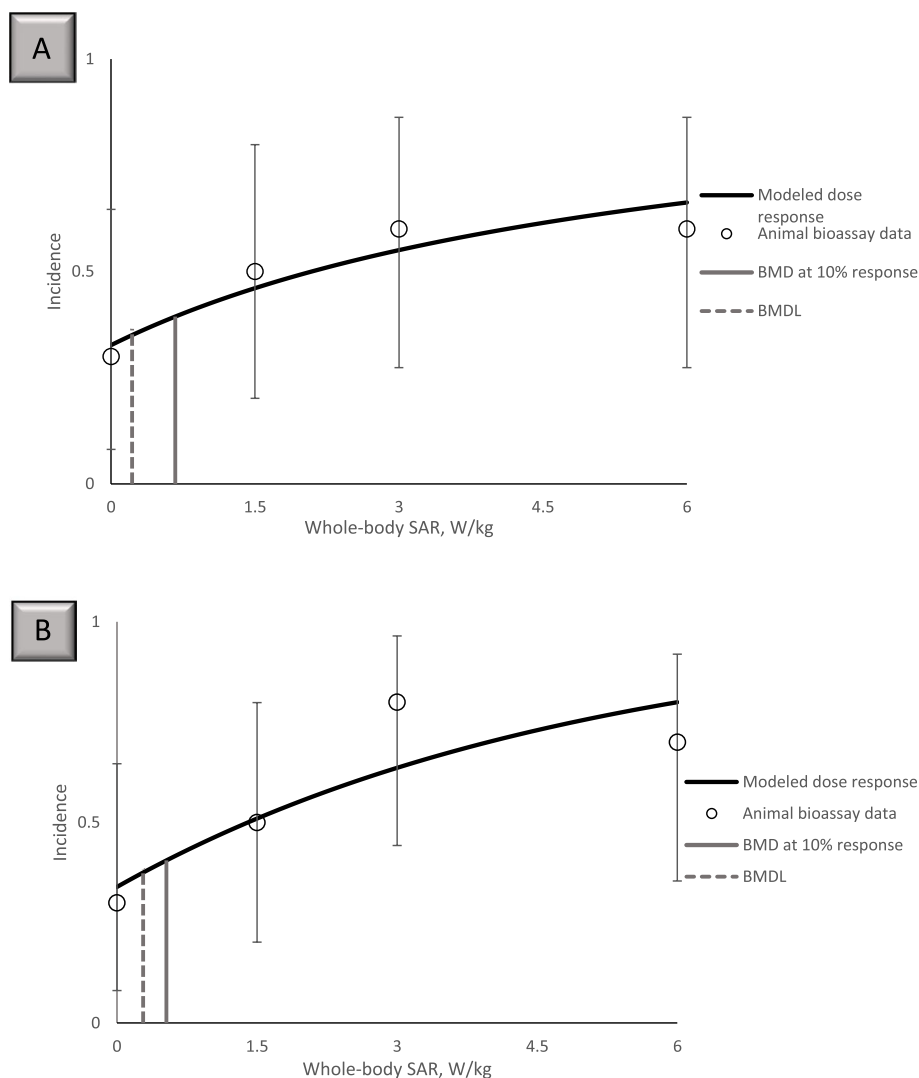 A
1
0.5
0
Incidence
0
1.5
3
4.5
6
Whole-body SAR, W/kg
Modeled dose
response
Animal bioassay data
BMD at 10% response
BMDL
B
1
0.5
0
Incidence
0
1.5
3
4.5
6
Whole-body SAR, W/kg
Modeled dose response
Animal bioassay data
BMD at 10% response
BMDL